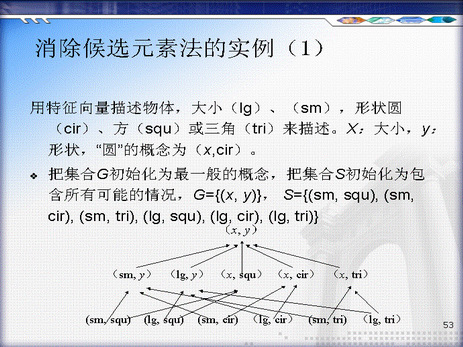 消除候选元素法的实例（1）
用特征向量描述物体，大小（lg）、（sm），形状圆
（cir）、方（squ）或三角（tri）来描述。X：大小，y：
形状，“圆”的概念为（x,cir）。
❖ 把集合G初始化为最一般的概念，把集合S初始化为包
含所有可能的情况，G={(x, y)}， S={(sm, squ), (sm,
cir), (sm, tri), (lg, squ), (lg, cir), (lg, tri)}
（x, y）
（sm, y） （lg, y） （x, squ） （x, cir） （x, tri）
(sm, squ) (lg, squ) (sm, cir) （lg, cir） (sm, tri) （lg, tri）
53